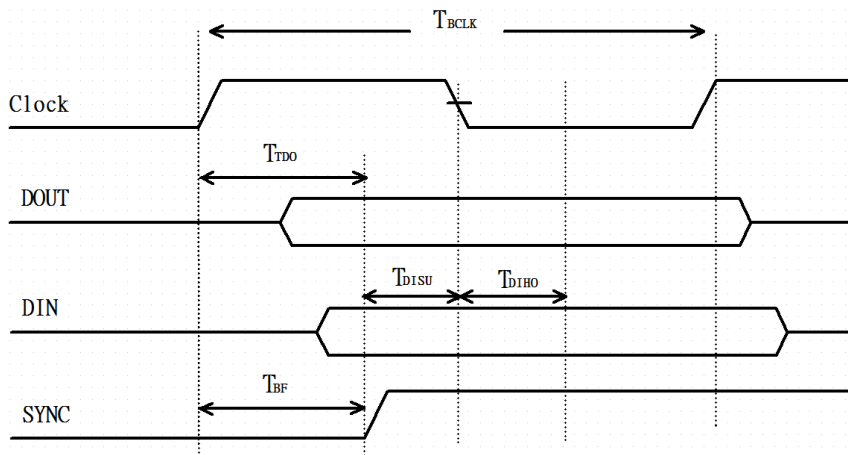 TBCLK
Clock
TTDO
DOUT
TDISU
TDIHO
DIN
TBF
SYNC